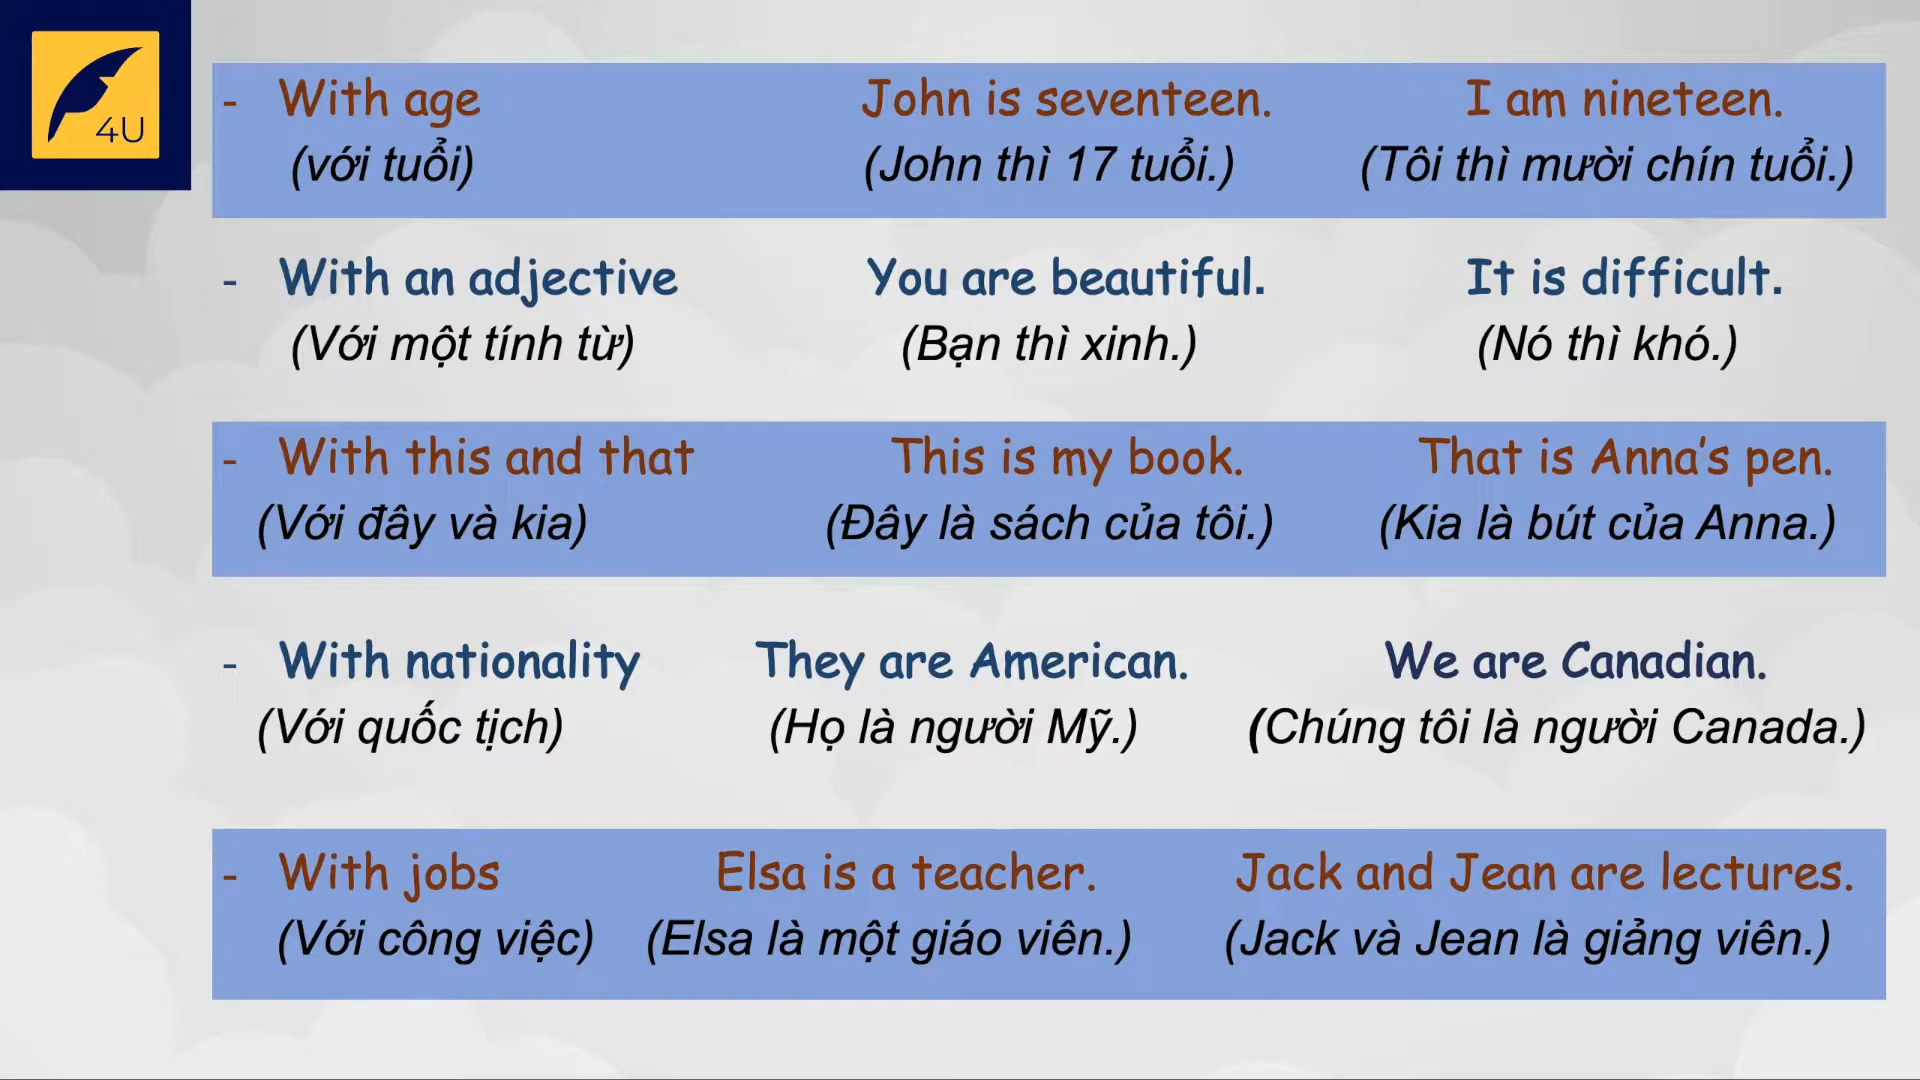 4U
- With age John is seventeen. I am nineteen.
(với tuổi) (John thì 17 tuổi.) (Tôi thì mười chín tuổi.)
- With an adjective You are beautiful. It is difficult.
(Với một tính từ) (Bạn thì xinh.) (Nó thì khó.)
- With this and that This is my book. That is Anna’s pen.
(Với đây và kia) (Đây là sách của tôi.) (Kia là bút của Anna.)
- With nationality They are American. We are Canadian.
(Với quốc tịch) (Họ là người Mỹ.) (Chúng tôi là người Canada.)
- With jobs Elsa is a teacher. Jack and Jean are lectures.
(Với công việc) (Elsa là một giáo viên.) (Jack và Jean là giảng viên.)